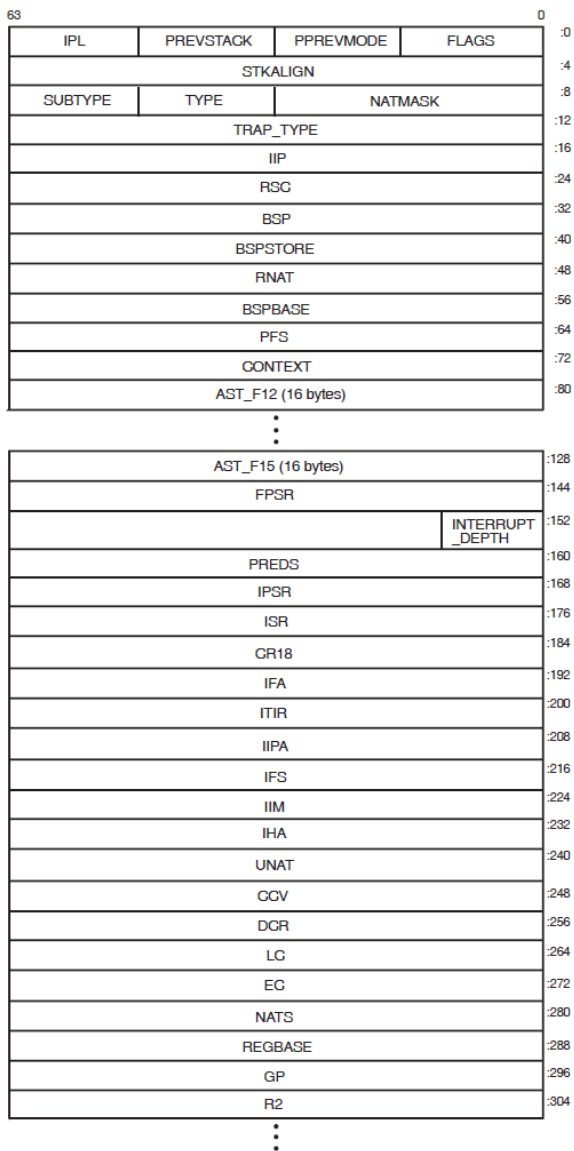 63 0
IPL PREVSTACK PPREVMODE FLAGS :0
STKALIGN :4
SUBTYPE TYPE NATMASK :8
TRAP_TYPE :12
IIP :16
RSC :24
BSP :32
BSPSTORE :40
RNAT :48
BSPBASE :56
PFS :64
CONTEXT :72
AST_F12 (16 bytes) :80
AST_F15 (16 bytes) :128
FPSR :144
INTERRUPT :152
_DEPTH
PREDS :160
IPSR :168
ISR :176
CR18 :184
IFA :192
ITIR :200
IIPA :208
IFS :216
IIM :224
IHA :232
UNAT :240
CCV :248
DCR :256
LC :264
EC :272
NATS :280
REGBASE :288
GP :296
R2 :304